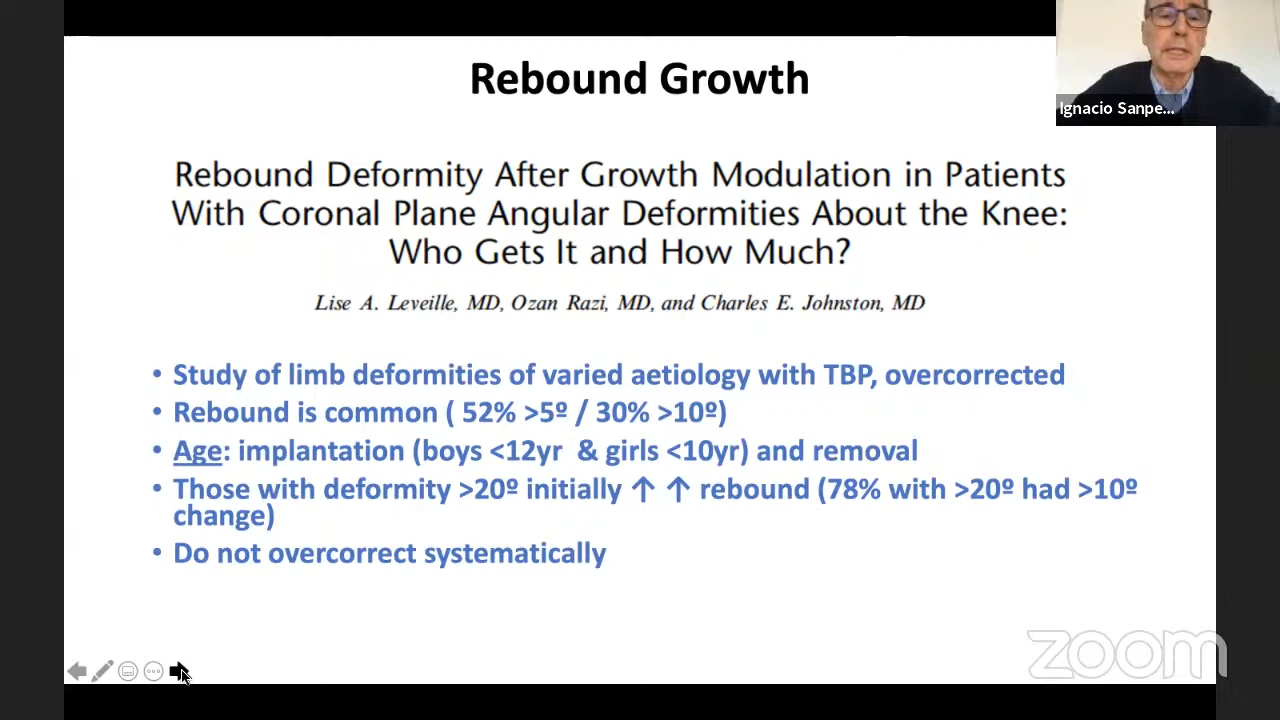 Rebound Growth
Ignacio Sanpe...
Rebound Deformity After Growth Modulation in Patients
With Coronal Plane Angular Deformities About the Knee:
Who Gets It and How Much?
Lise A. Leveille, MD, Ozan Razi, MD, and Charles E. Johnston, MD
• Study of limb deformities of varied aetiology with TBP, overcorrected
• Rebound is common ( 52% >5º / 30% >10º)
• Age: implantation (boys <12yr & girls <10yr) and removal
• Those with deformity >20º initially ↑ ↑ rebound (78% with >20º had >10º
change)
• Do not overcorrect systematically
zoom